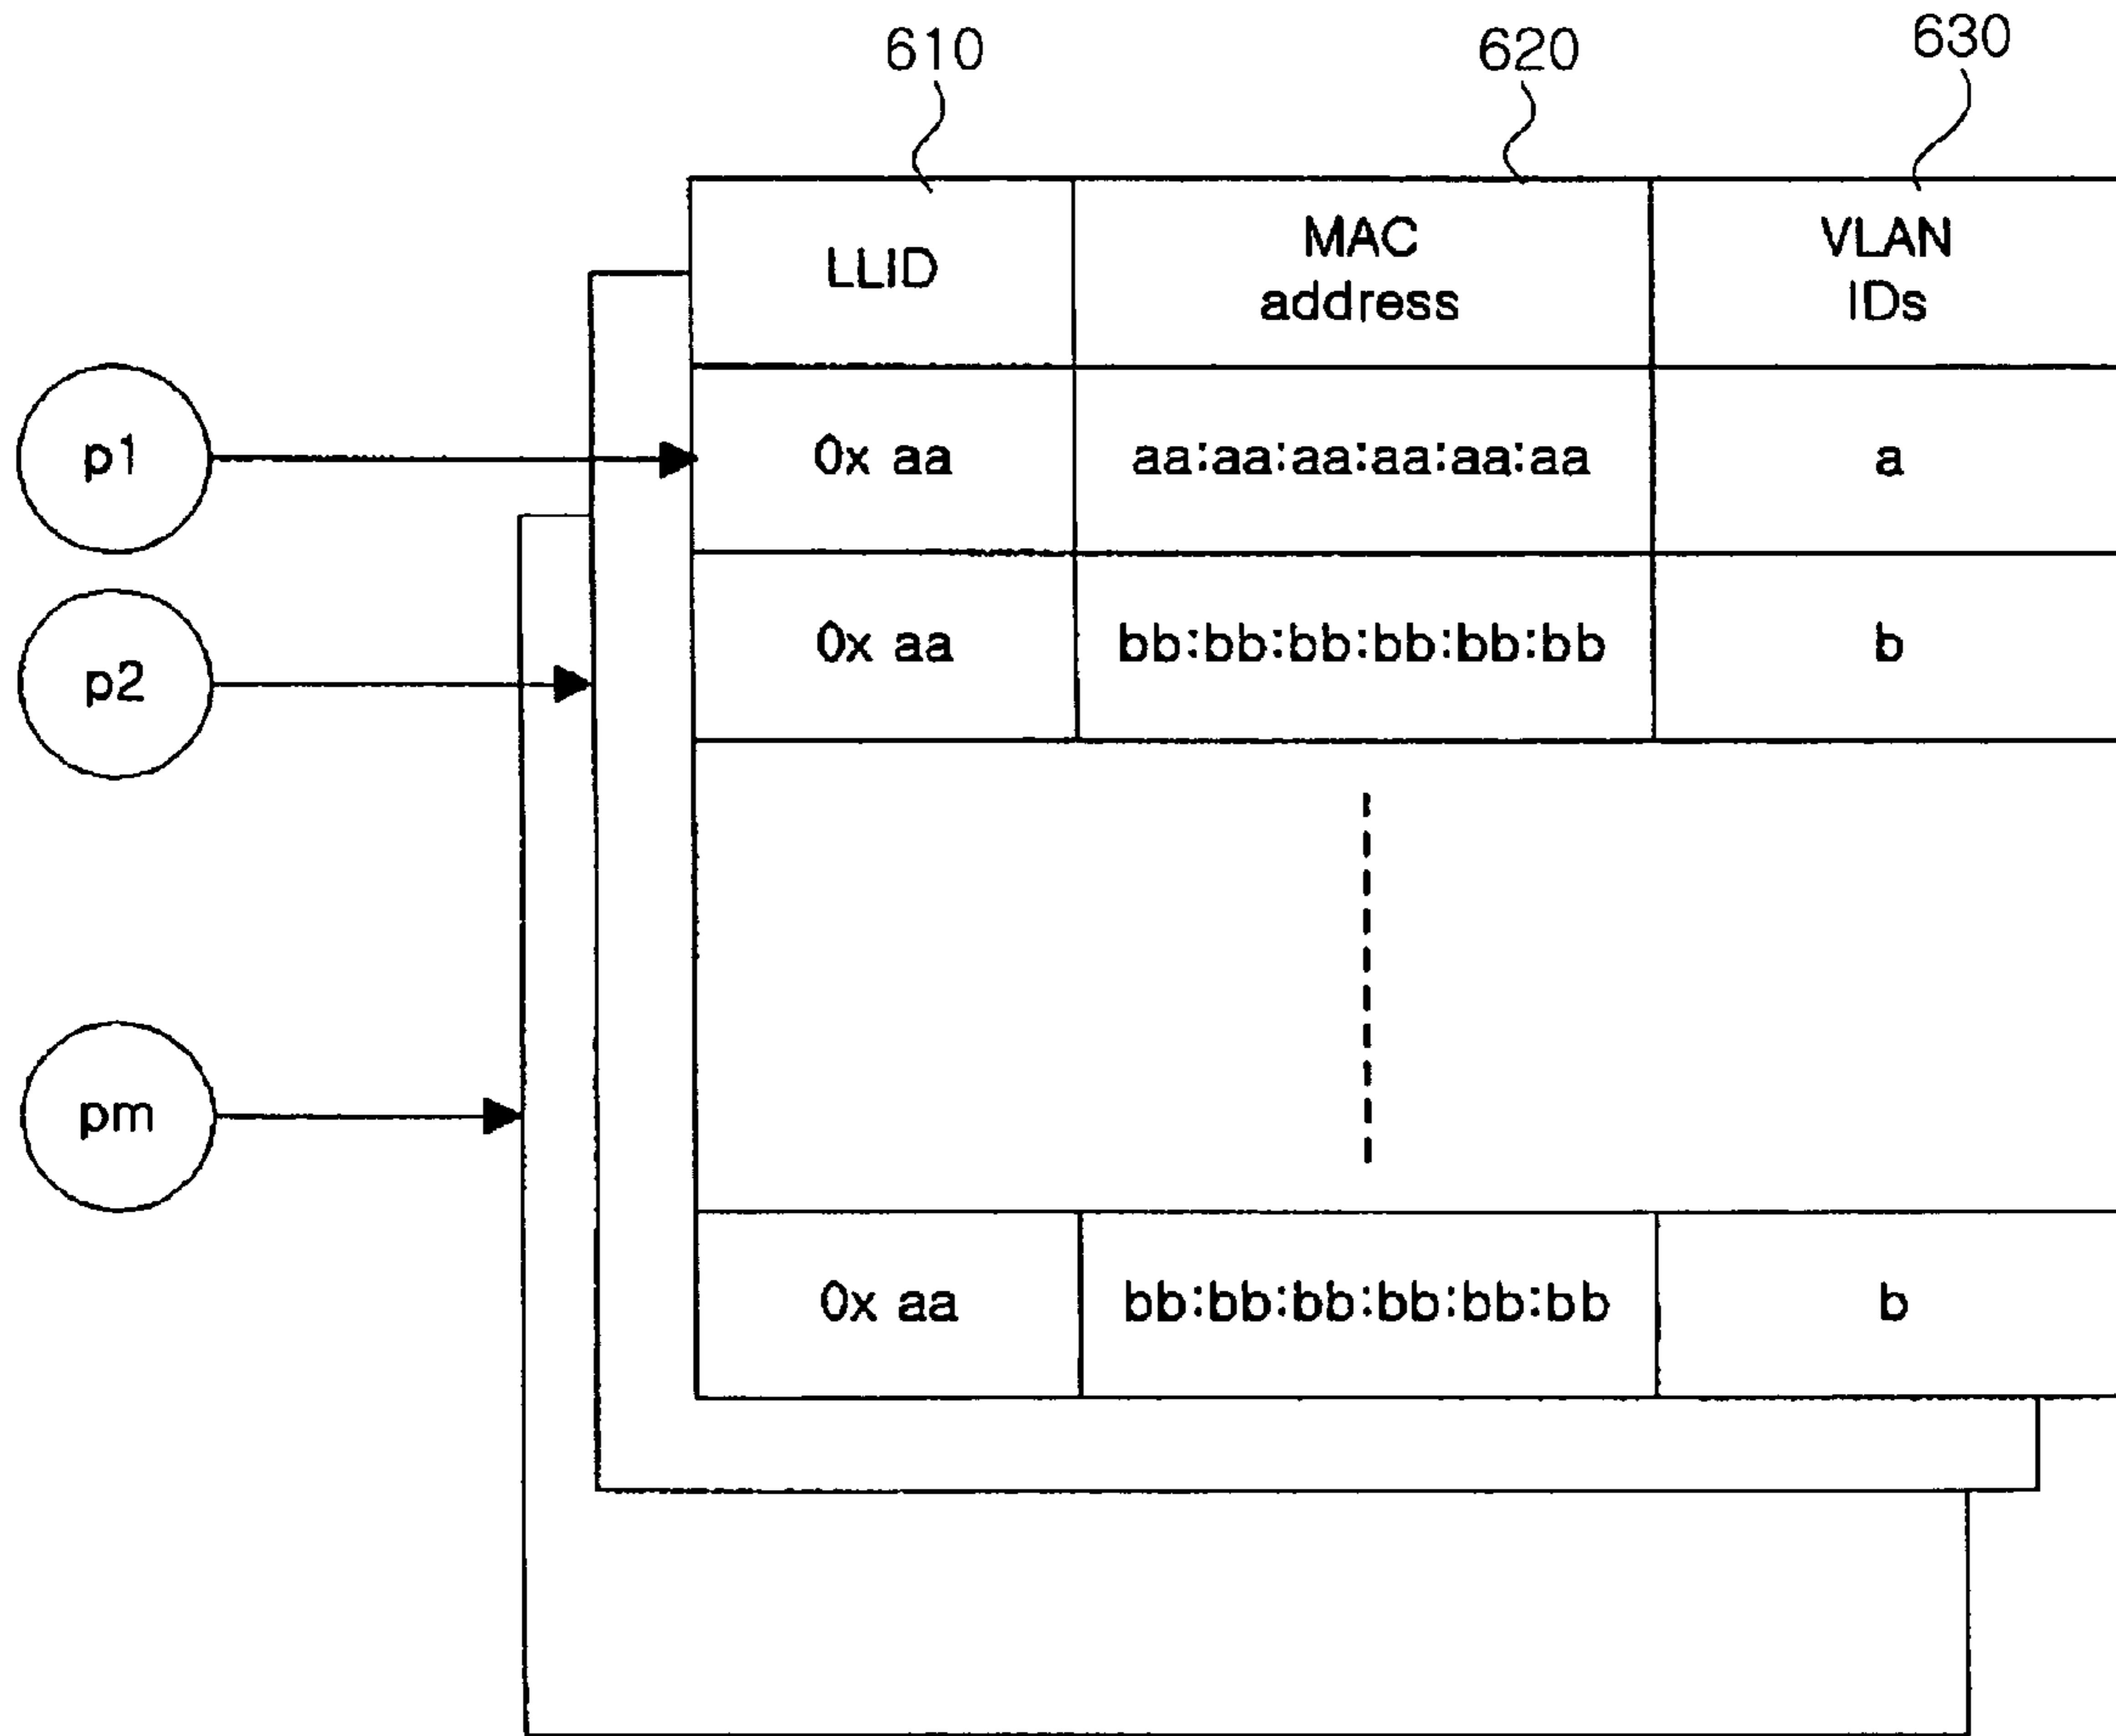 610 620 630
LLID MAC address VLAN IDs
p1 0x aa aa:aa:aa:aa:aa:aa a
p2 0x aa bb:bb:bb:bb:bb:bb b
pm
0x aa bb:bb:bb:bb:bb:bb b